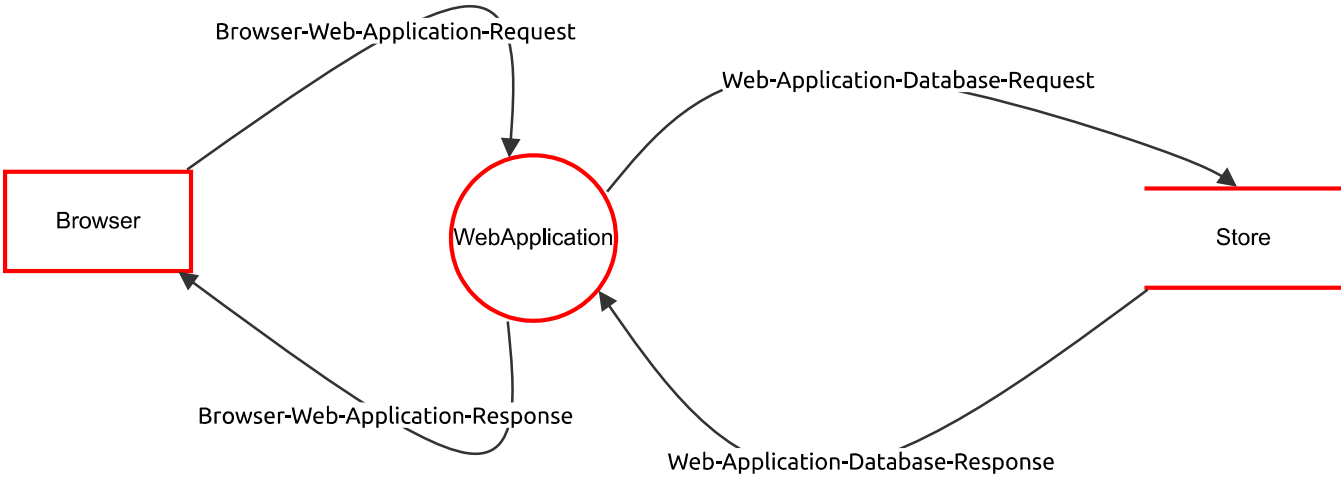 Browser-Web-Application-Request
Web-Application-Database-Request
Browser
WebApplication
Store
Browser-Web-Application-Response
Web-Application-Database-Response